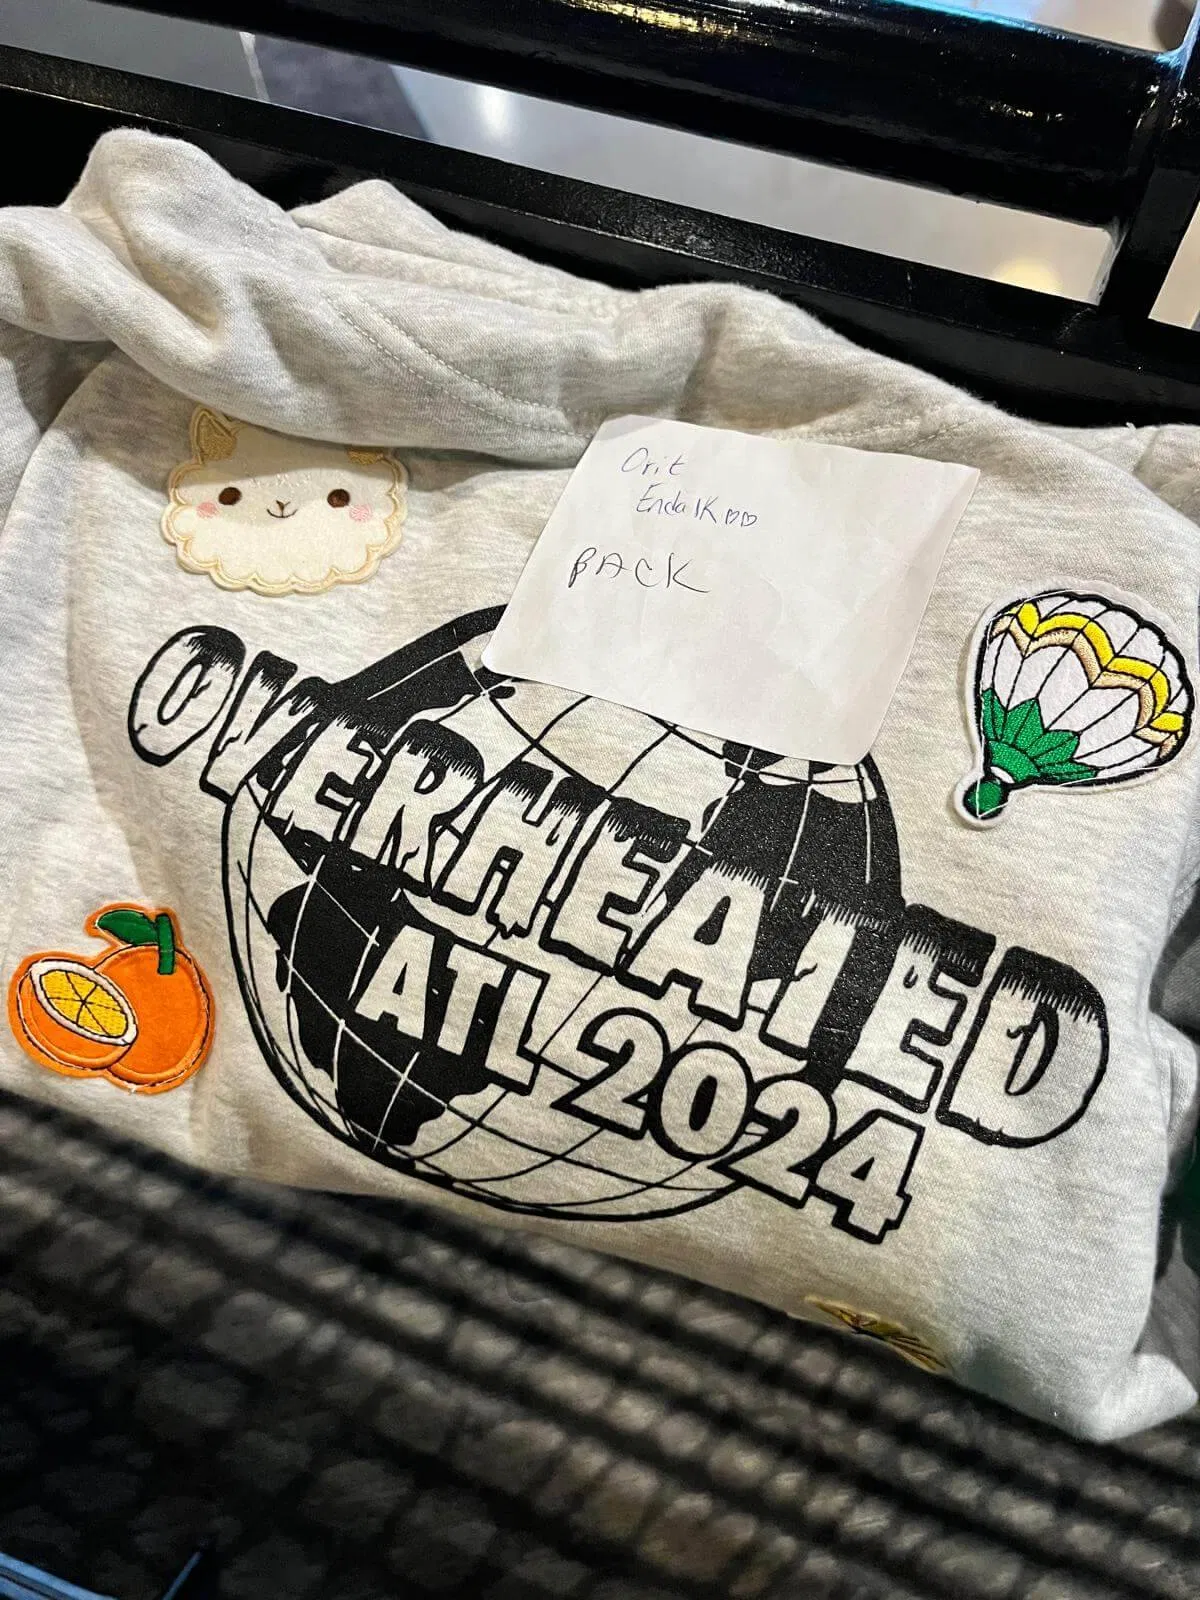 Orit
Endalk♡♡
BACK
OVERHEATED
ATL 2024